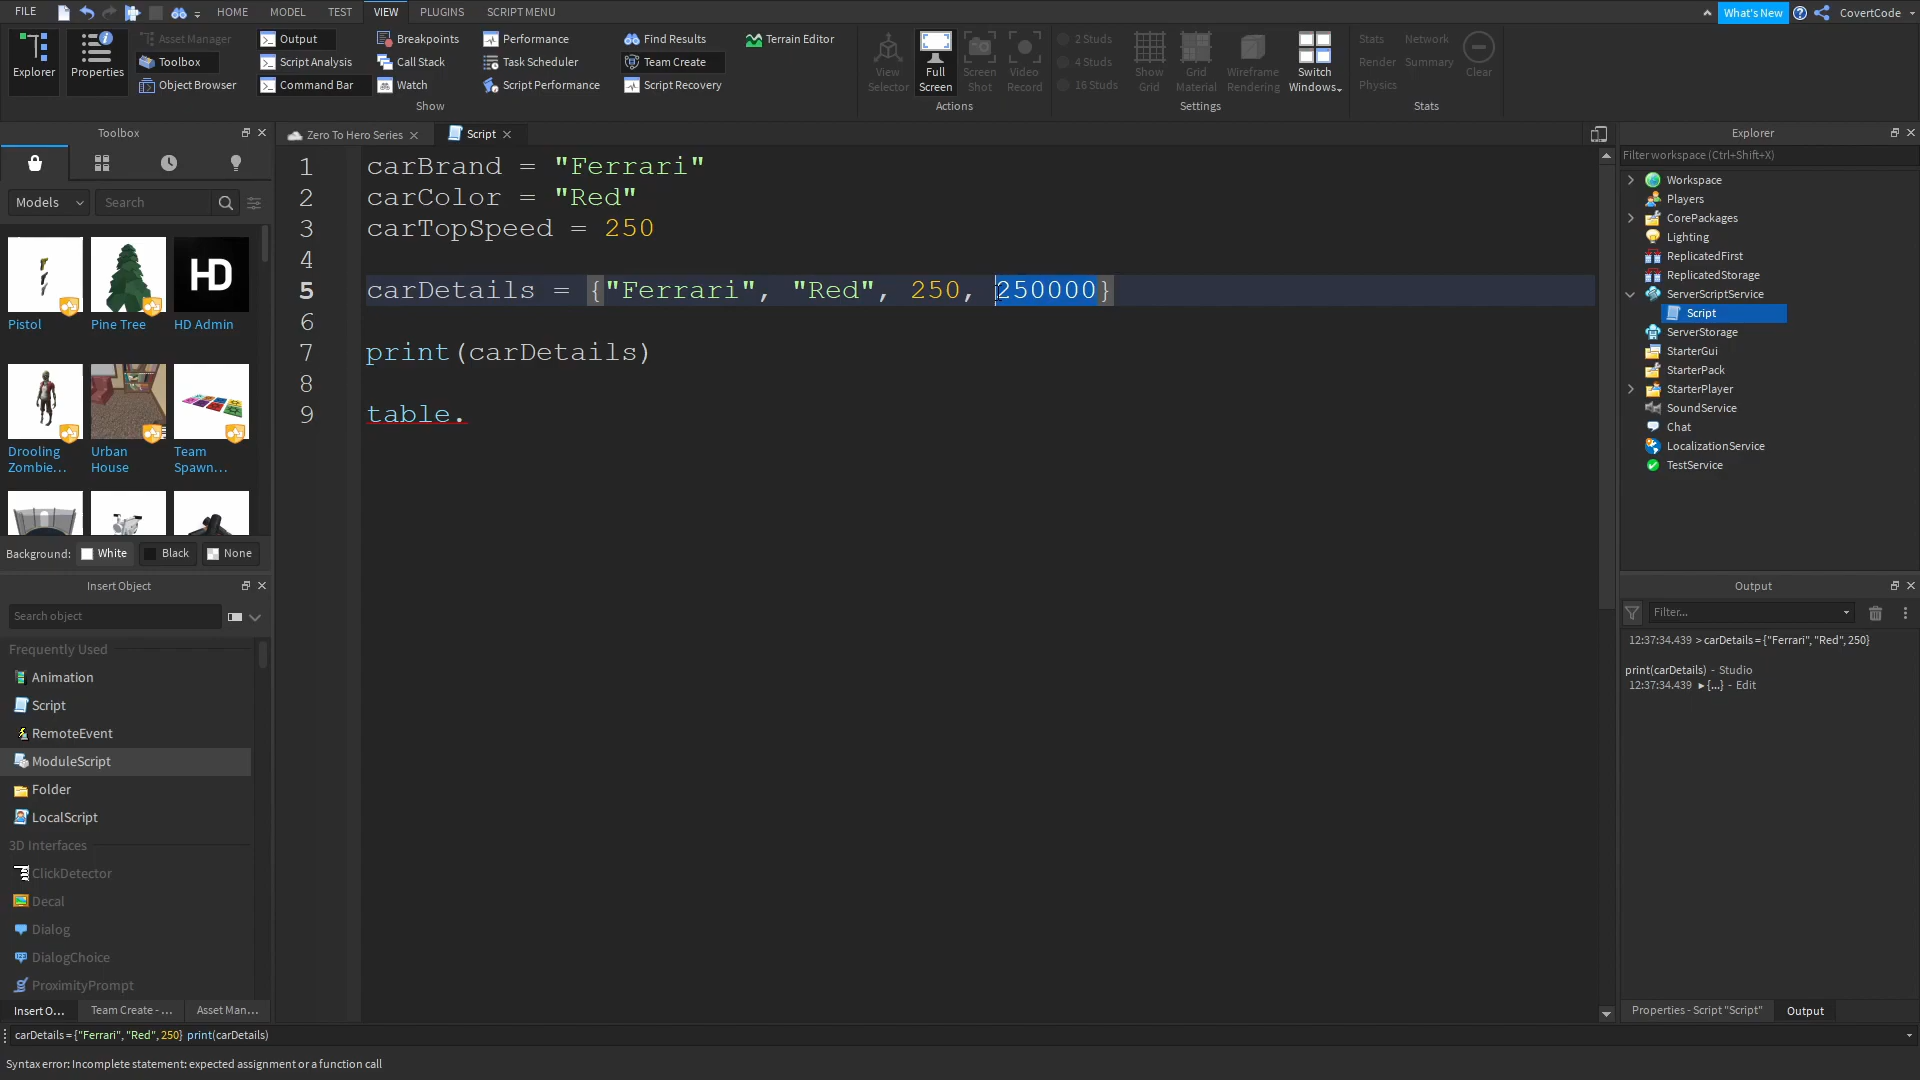 FILE
HOME
MODEL
TEST
VIEW
PLUGINS
SCRIPT MENU
What's New
CovertCode
Explorer
Properties
Asset Manager
Toolbox
Object Browser
Output
Script Analysis
Command Bar
Breakpoints
Call Stack
Watch
Performance
Task Scheduler
Script Performance
Find Results
Team Create
Script Recovery
Terrain Editor
Show
View Selector
Full Screen
Screen Shot
Video Record
Actions
2 Studs
4 Studs
16 Studs
Show Grid
Grid Material
Wireframe Rendering
Switch Windows
Settings
Stats
Network
Render
Summary
Physics
Clear
Stats
Toolbox
Models
Search
Pistol
Pine Tree
HD
HD Admin
Drooling Zombie...
Urban House
Team Spawn...
Background:
White
Black
None
Insert Object
Search object
Frequently Used
Animation
Script
RemoteEvent
ModuleScript
Folder
LocalScript
3D Interfaces
ClickDetector
Decal
Dialog
DialogChoice
ProximityPrompt
Insert O...
Team Create - ...
Asset Man...
Zero To Hero Series
Script
1 carBrand = "Ferrari"
2 carColor = "Red"
3 carTopSpeed = 250
4
5 carDetails = {"Ferrari", "Red", 250, 250000}
6
7 print(carDetails)
8
9 table.
Explorer
Filter workspace (Ctrl+Shift+X)
Workspace
Players
CorePackages
Lighting
ReplicatedFirst
ReplicatedStorage
ServerScriptService
Script
ServerStorage
StarterGui
StarterPack
StarterPlayer
SoundService
Chat
LocalizationService
TestService
Output
Filter...
12:37:34.439 > carDetails = {"Ferrari", "Red", 250}
print(carDetails) - Studio
12:37:34.439 ▸ {...} - Edit
Properties - Script "Script"
Output
carDetails = {"Ferrari", "Red", 250} print(carDetails)
Syntax error: Incomplete statement: expected assignment or a function call